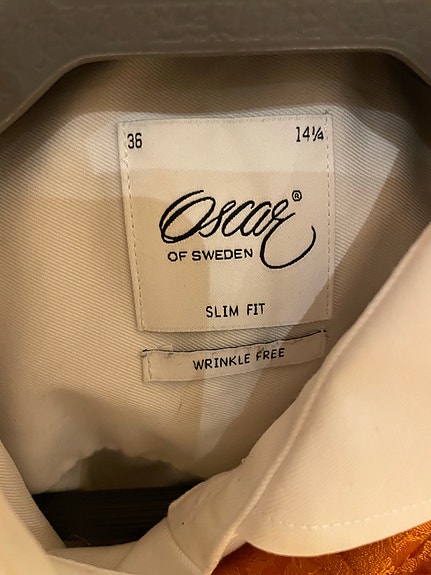 36 14¼
Oscar®
OF SWEDEN
SLIM FIT
WRINKLE FREE